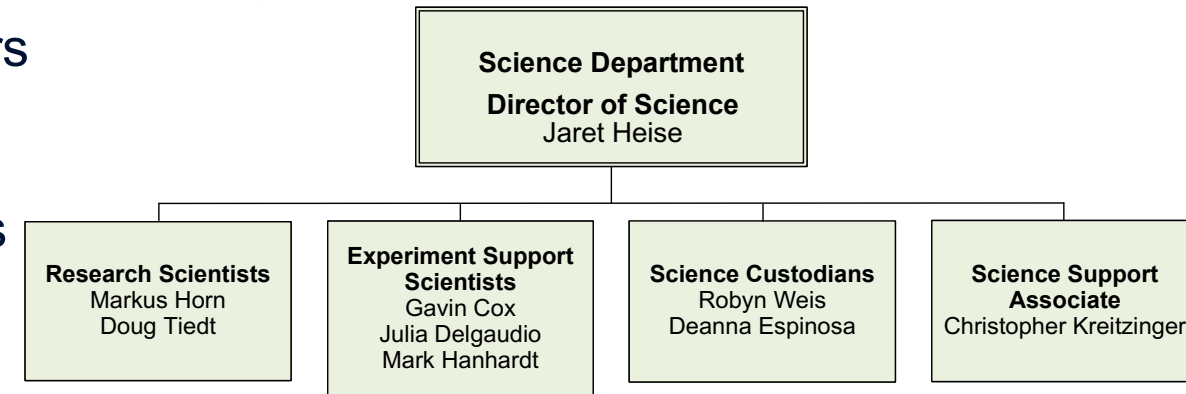 Science Department
Director of Science
Jaret Heise
Research Scientists
Markus Horn
Doug Tiedt
Experiment Support
Scientists
Gavin Cox
Julia Delgaudio
Mark Hanhardt
Science Custodians
Robyn Weis
Deanna Espinosa
Science Support
Associate
Christopher Kreitzinger